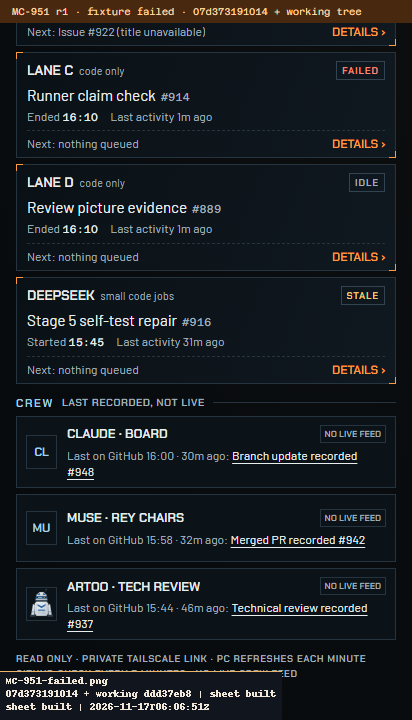 MC-951 r1 · fixture failed · 07d373191014 + working tree
Next: Issue #922 (title unavailable) DETAILS ›
LANE C code only FAILED
Runner claim check #914
Ended 16:10 Last activity 1m ago
Next: nothing queued DETAILS ›
LANE D code only IDLE
Review picture evidence #889
Ended 16:10 Last activity 1m ago
Next: nothing queued DETAILS ›
DEEPSEEK small code jobs STALE
Stage 5 self-test repair #916
Started 15:45 Last activity 31m ago
Next: nothing queued DETAILS ›
CREW LAST RECORDED, NOT LIVE
CL CLAUDE · BOARD NO LIVE FEED
Last on GitHub 16:00 · 30m ago: Branch update recorded
#948
MU MUSE · REY CHAIRS NO LIVE FEED
Last on GitHub 15:58 · 32m ago: Merged PR recorded #942
ARTOO · TECH REVIEW NO LIVE FEED
Last on GitHub 15:44 · 46m ago: Technical review recorded
#937
READ ONLY · PRIVATE TAILSCALE LINK · PC REFRESHES EACH MINUTE
MC-951-failed.png
07d373191014 + working ddd37eb8 | sheet built
sheet built | 2026-11-17T06:06:51Z